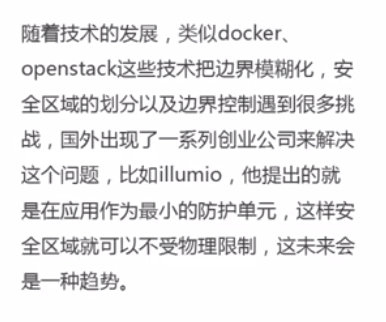 随着技术的发展，类似docker、
openstack这些技术把边界模糊化，安
全区域的划分以及边界控制遇到很多挑
战，国外出现了一系列创业公司来解决
这个问题，比如illumio，他提出的就
是在应用作为最小的防护单元，这样安
全区域就可以不受物理限制，这未来会
是一种趋势。